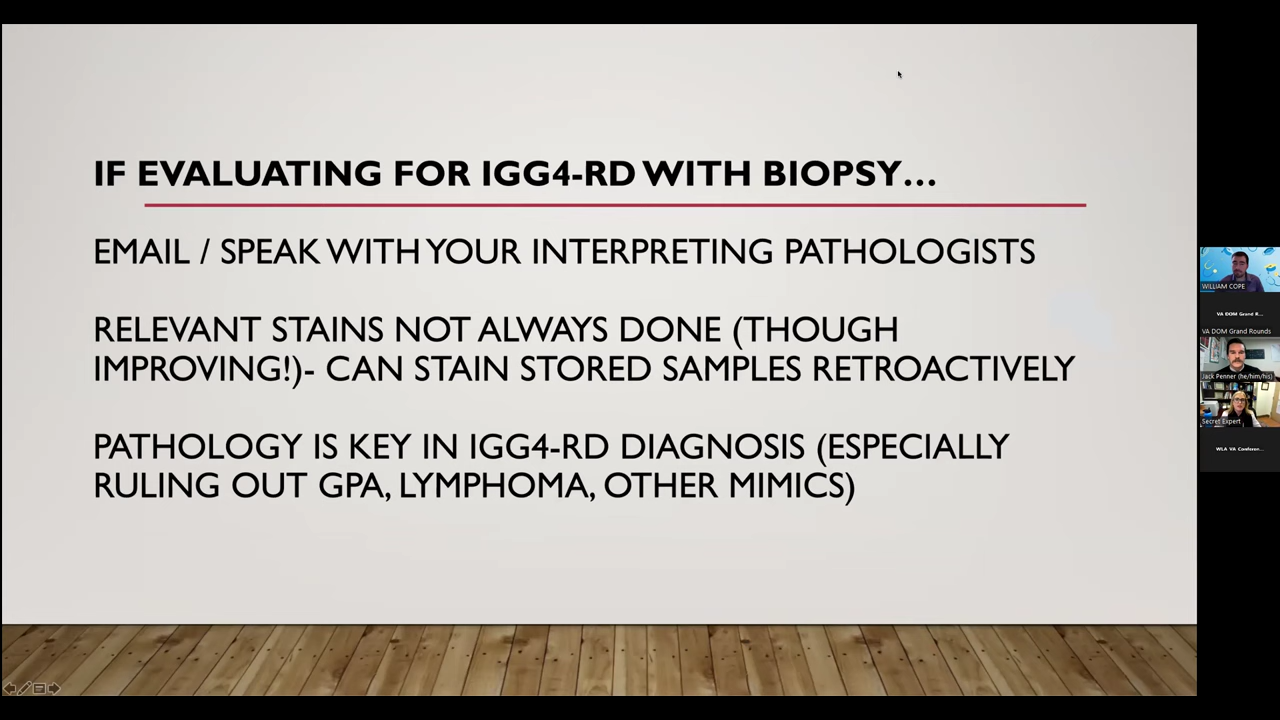 IF EVALUATING FOR IGG4-RD WITH BIOPSY...
EMAIL / SPEAK WITH YOUR INTERPRETING PATHOLOGISTS
RELEVANT STAINS NOT ALWAYS DONE (THOUGH
IMPROVING!)- CAN STAIN STORED SAMPLES RETROACTIVELY
PATHOLOGY IS KEY IN IGG4-RD DIAGNOSIS (ESPECIALLY
RULING OUT GPA, LYMPHOMA, OTHER MIMICS)
WILLIAM COPE
VA DOM Grand R...
VA DOM Grand Rounds
Jack Penner (he/him/his)
Secret Expert
WLA VA Conferen...